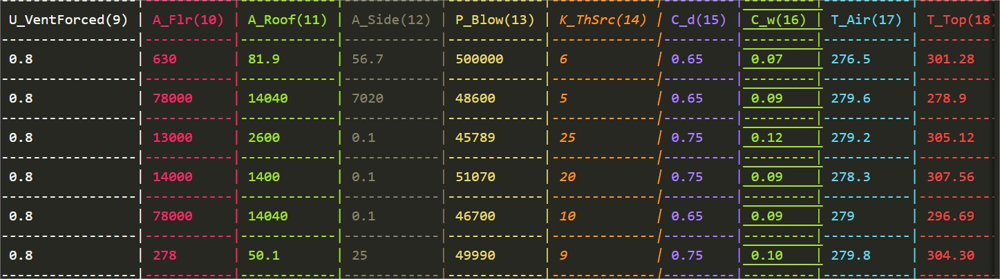 U_VentForced(9) | A_Flr(10) | A_Roof(11) | A_Side(12) | P_Blow(13) | K_ThSrc(14) | C_d(15) | C_w(16) | T_Air(17) | T_Top(18)
----------------|-----------|------------|------------|------------|-------------|---------|---------|-----------|---------
0.8 | 630 | 81.9 | 56.7 | 500000 | 6 | 0.65 | 0.07 | 276.5 | 301.28
----------------|-----------|------------|------------|------------|-------------|---------|---------|-----------|---------
0.8 | 78000 | 14040 | 7020 | 48600 | 5 | 0.65 | 0.09 | 279.6 | 278.9
----------------|-----------|------------|------------|------------|-------------|---------|---------|-----------|---------
0.8 | 13000 | 2600 | 0.1 | 45789 | 25 | 0.75 | 0.12 | 279.2 | 305.12
----------------|-----------|------------|------------|------------|-------------|---------|---------|-----------|---------
0.8 | 14000 | 1400 | 0.1 | 51070 | 20 | 0.75 | 0.09 | 278.3 | 307.56
----------------|-----------|------------|------------|------------|-------------|---------|---------|-----------|---------
0.8 | 78000 | 14040 | 0.1 | 46700 | 10 | 0.65 | 0.09 | 279 | 296.69
----------------|-----------|------------|------------|------------|-------------|---------|---------|-----------|---------
0.8 | 278 | 50.1 | 25 | 49990 | 9 | 0.75 | 0.10 | 279.8 | 304.30
----------------|-----------|------------|------------|------------|-------------|---------|---------|-----------|---------